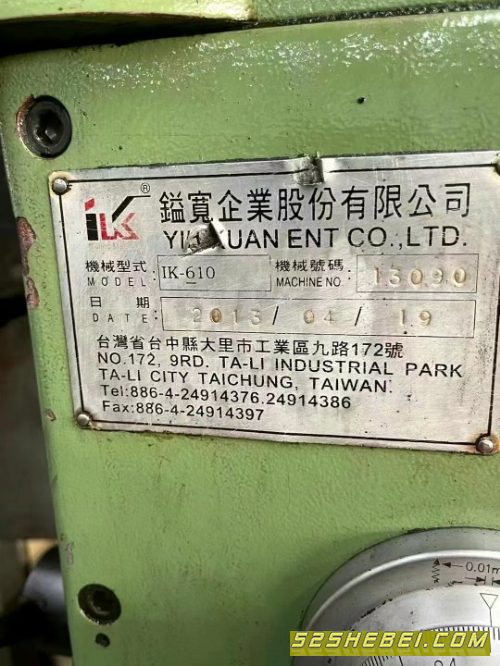 iK ®
鎰寬企業股份有限公司
ENT CO.,LTD.
機械型式: IK-610 機械號碼: 13090
MODEL: MACHINE NO:
日 期: 2013/04/19
DATE:
台灣省台中縣大里市工業區九路172號
NO.172, 9RD. TA-LI INDUSTRIAL PARK
TA-LI CITY TAICHUNG, TAIWAN.
Tel:886-4-24914376.24914386
Fax:886-4-24914397
0.01m
52SHEBEI.COM